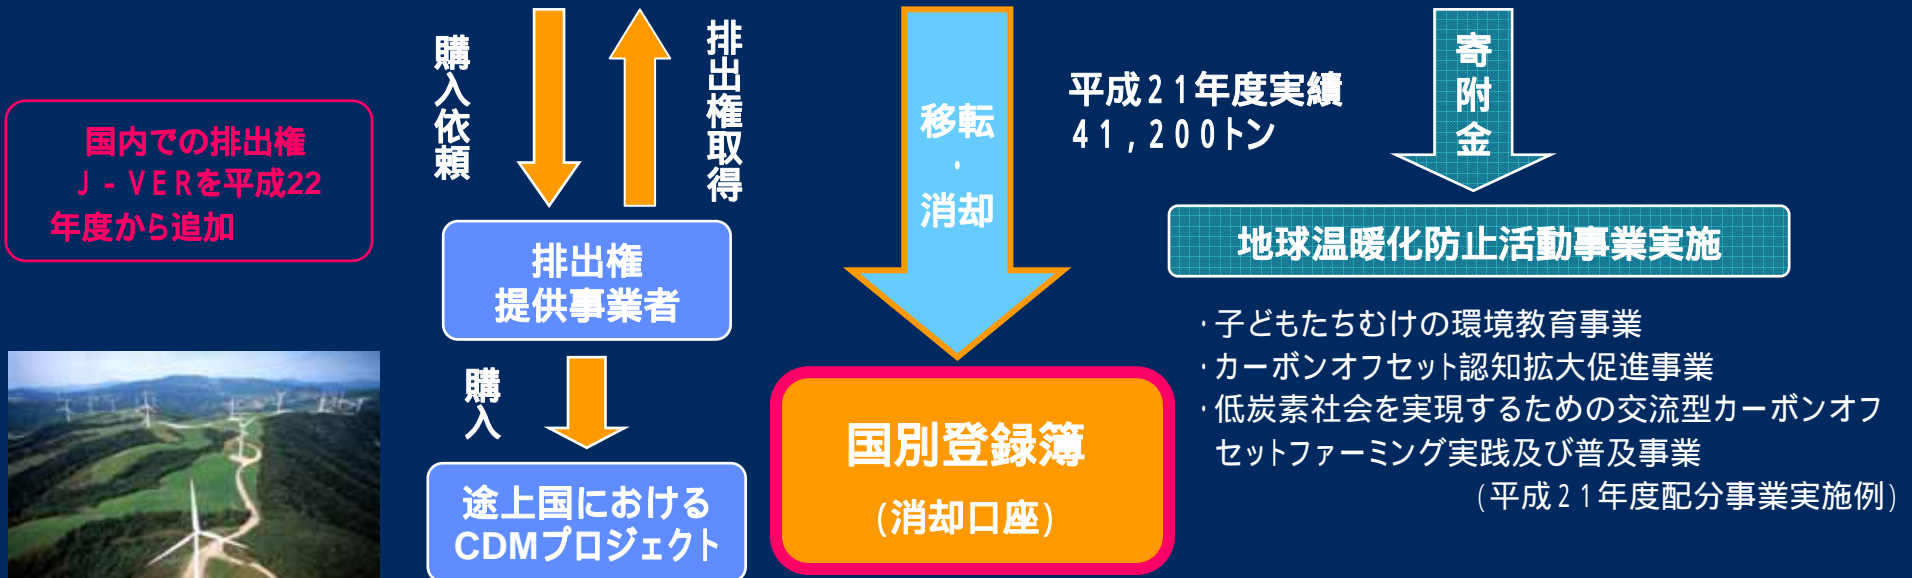 国内での排出権
J-VERを平成22
年度から追加
購入依頼
排出権取得
排出権
提供事業者
購入
途上国における
CDMプロジェクト
移転
・
消却
国別登録簿
(消却口座)
平成21年度実績
41,200トン
寄附金
地球温暖化防止活動事業実施
・子どもたちむけの環境教育事業
・カーボンオフセット認知拡大促進事業
・低炭素社会を実現するための交流型カーボンオフ
セットファーミング実践及び普及事業
(平成21年度配分事業実施例)